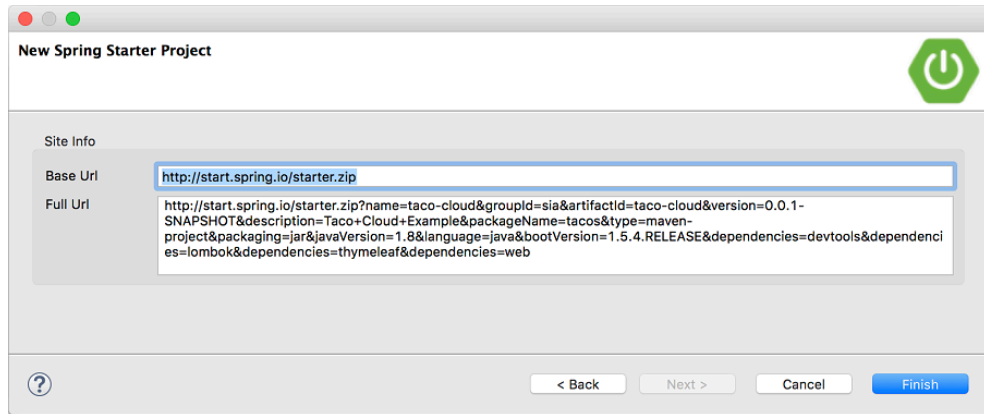 New Spring Starter Project
Site Info
Base Url
http://start.spring.io/starter.zip
Full Url
http://start.spring.io/starter.zip?name=taco-cloud&groupId=sia&artifactId=taco-cloud&version=0.0.1-
SNAPSHOT&description=Taco+Cloud+Example&packageName=tacos&type=maven-
project&packaging=jar&javaVersion=1.8&language=java&bootVersion=1.5.4.RELEASE&dependencies=devtools&dependenci
es=lombok&dependencies=thymeleaf&dependencies=web
?
< Back
Next >
Cancel
Finish